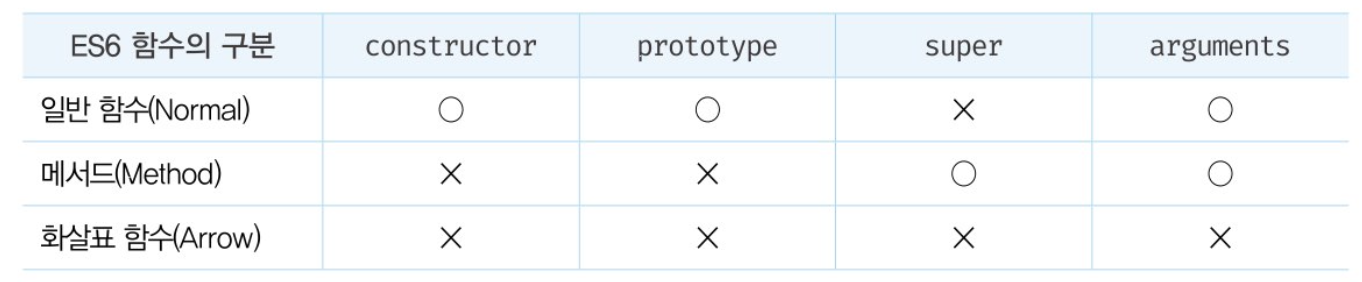 ES6 함수의 구분 constructor prototype super arguments
일반 함수(Normal) ○ ○ × ○
메서드(Method) × × ○ ○
화살표 함수(Arrow) × × × ×